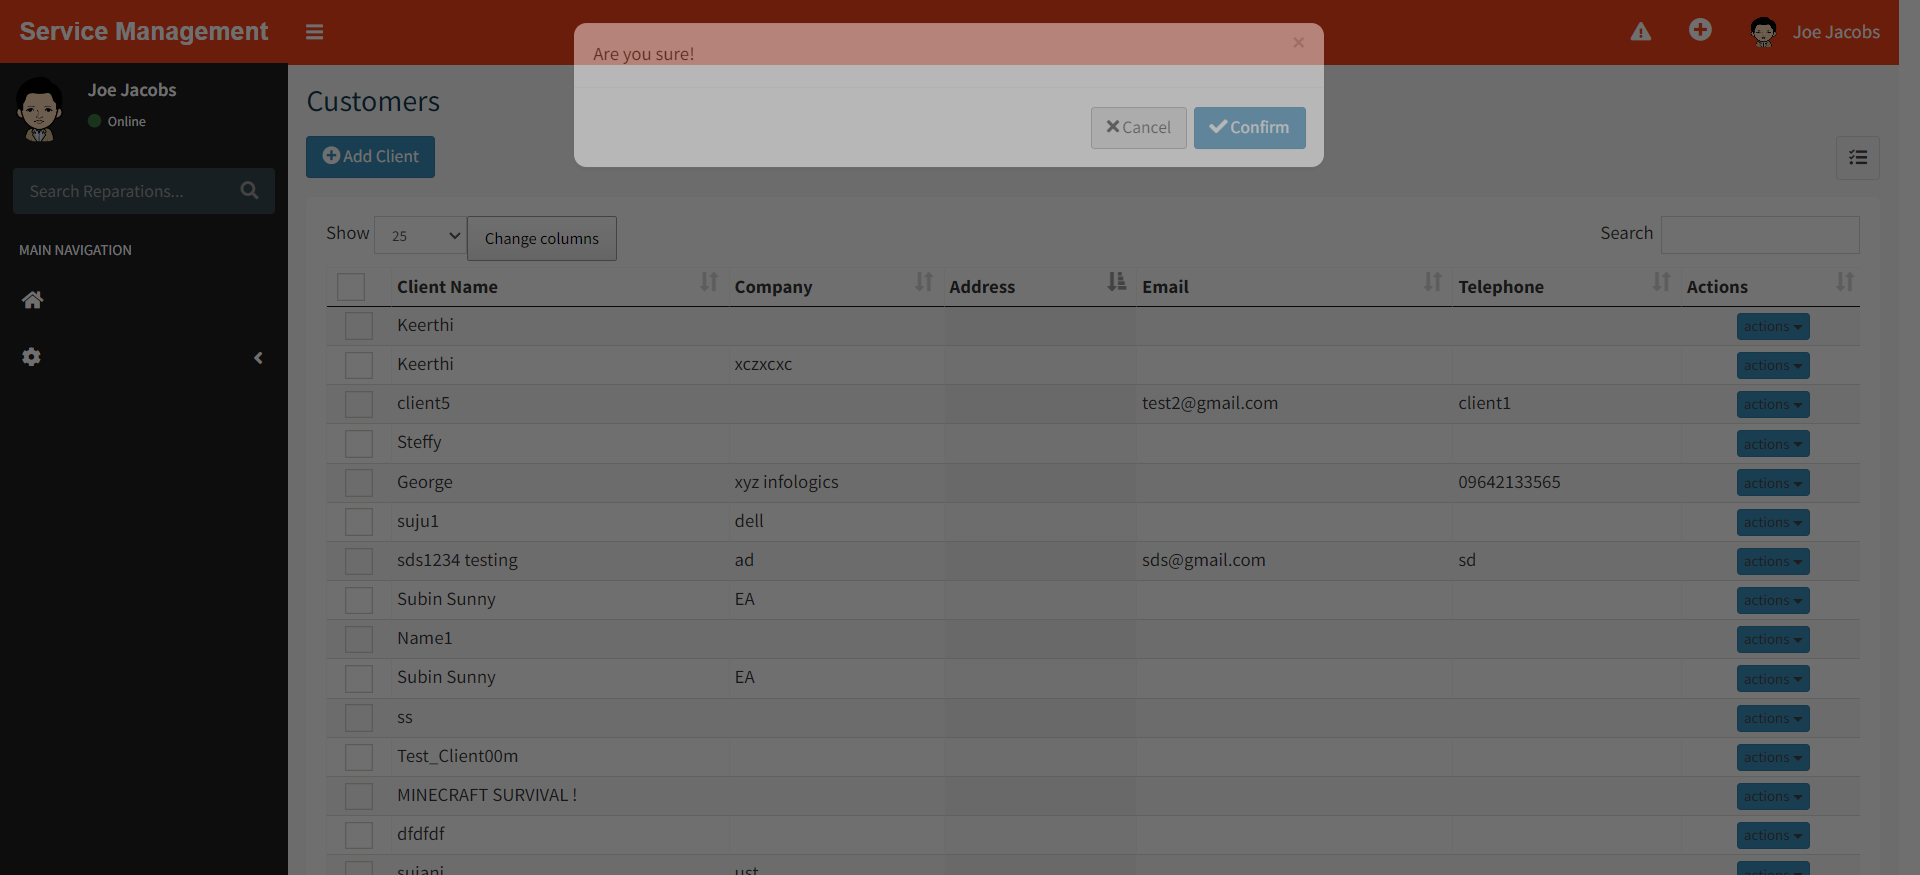 Service Management
Joe Jacobs
Are you sure!
×
Cancel
Confirm
Joe Jacobs
Online
Search Reparations...
MAIN NAVIGATION
Customers
Add Client
Show 25 Change columns
Search
Client Name Company Address Email Telephone Actions
Keerthi actions
Keerthi xczxcxc actions
client5 test2@gmail.com client1 actions
Steffy actions
George xyz infologics 09642133565 actions
suju1 dell actions
sds1234 testing ad sds@gmail.com sd actions
Subin Sunny EA actions
Name1 actions
Subin Sunny EA actions
ss actions
Test_Client00m actions
MINECRAFT SURVIVAL ! actions
dfdfdf actions
sujani ust